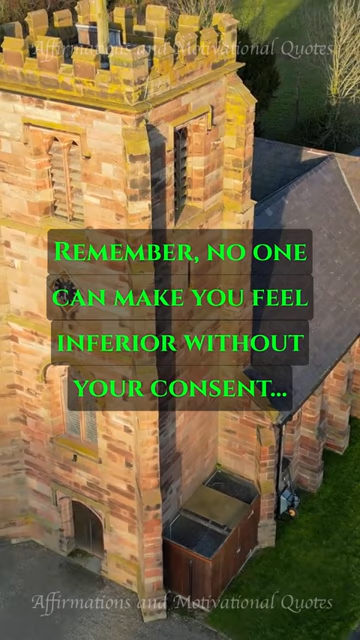 Affirmations and Motivational Quotes
Remember, no one
can make you feel
inferior without
your consent...
Affirmations and Motivational Quotes